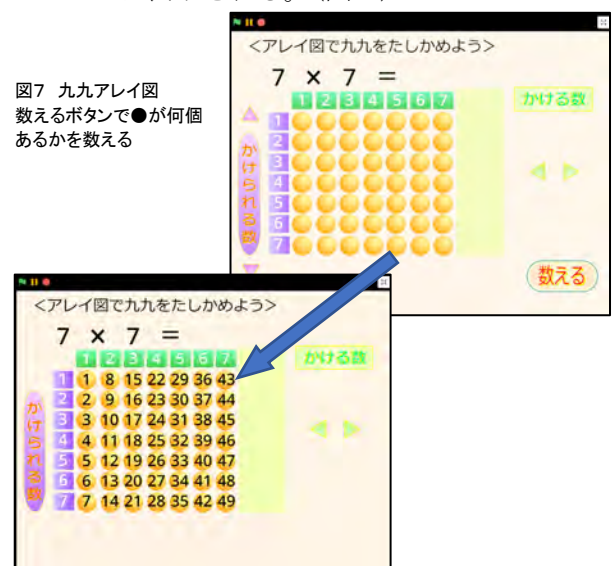 <アレイ図で九九をたしかめよう>
7 × 7 =
1 2 3 4 5 6 7
かける数
かけられる数
1
2
3
4
5
6
7
数える
図7 九九アレイ図
数えるボタンで●が何個
あるかを数える
<アレイ図で九九をたしかめよう>
7 × 7 =
1 2 3 4 5 6 7
かける数
かけられる数
1 1 8 15 22 29 36 43
2 2 9 16 23 30 37 44
3 3 10 17 24 31 38 45
4 4 11 18 25 32 39 46
5 5 12 19 26 33 40 47
6 6 13 20 27 34 41 48
7 7 14 21 28 35 42 49